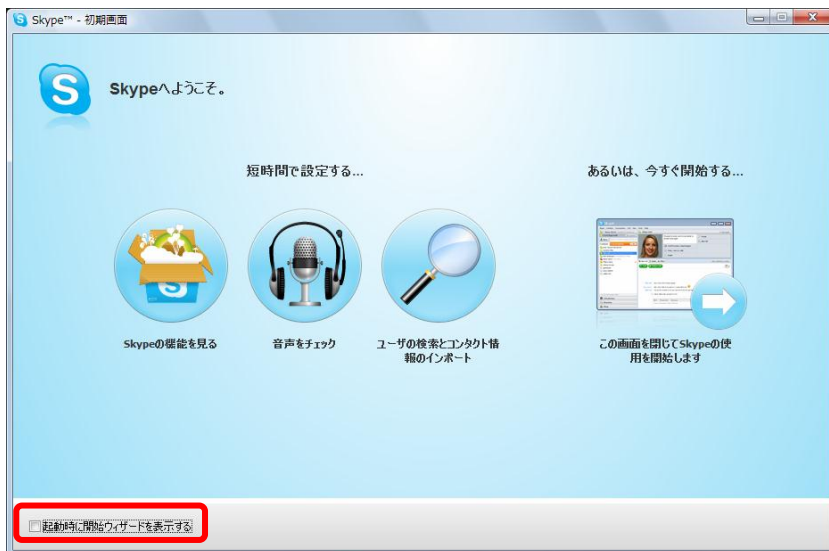 Skype™ - 初期画面
Skypeへようこそ。
短時間で設定する...
あるいは、今すぐ開始する...
Skypeの機能を見る
音声をチェック
ユーザの検索とコンタクト情
報のインポート
この画面を閉じてSkypeの使
用を開始します
起動時に開始ウィザードを表示する